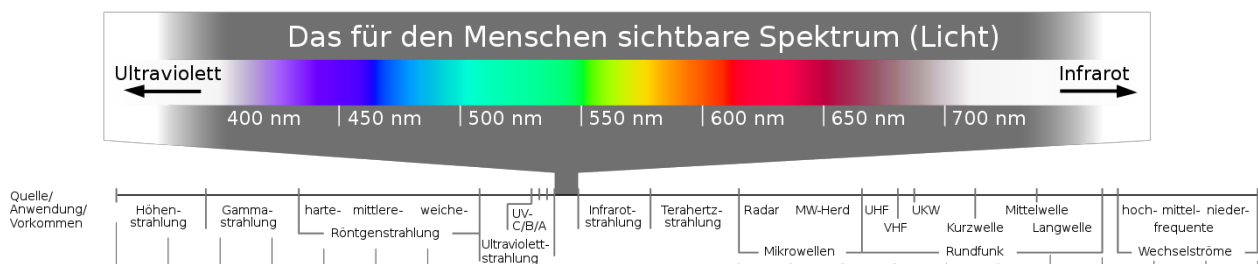 Das für den Menschen sichtbare Spektrum (Licht)
Ultraviolett
Infrarot
400 nm 450 nm 500 nm 550 nm 600 nm 650 nm 700 nm
Quelle/
Anwendung/
Vorkommen
Höhen-
strahlung
Gamma-
strahlung
harte- mittlere- weiche-
Röntgenstrahlung
UV-
C/B/A
Ultraviolett-
strahlung
Infrarot-
strahlung
Terahertz-
strahlung
Radar MW-Herd
Mikrowellen
UHF UKW Mittelwelle
VHF Kurzwelle Langwelle
Rundfunk
hoch- mittel- nieder-
frequente
Wechselströme